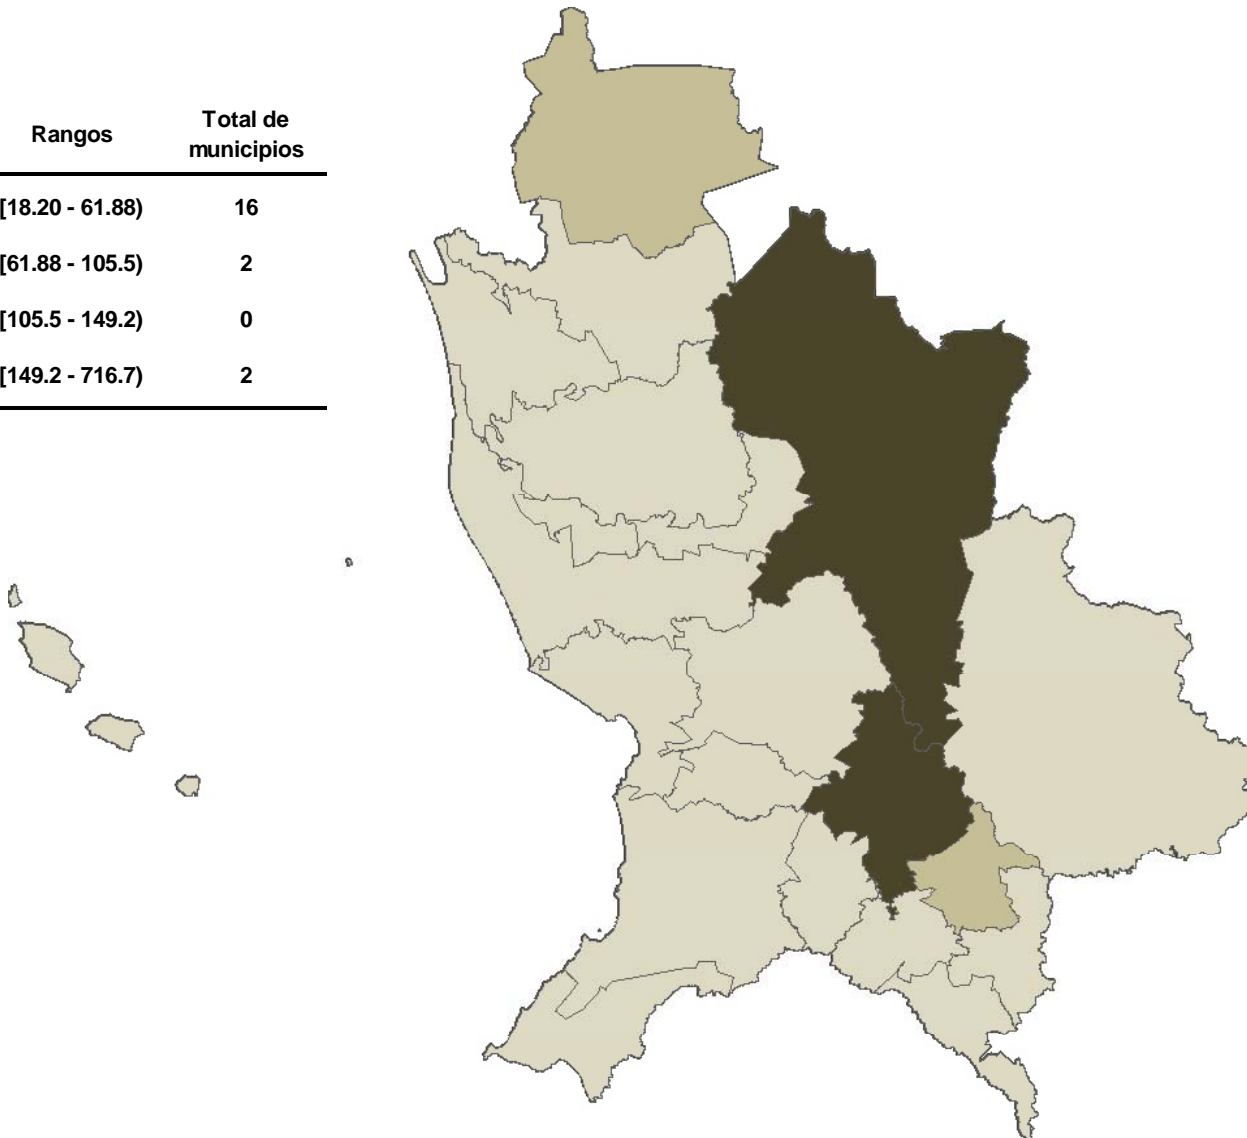 Rangos
Total de
municipios
[18.20 - 61.88) 16
[61.88 - 105.5) 2
[105.5 - 149.2) 0
[149.2 - 716.7) 2